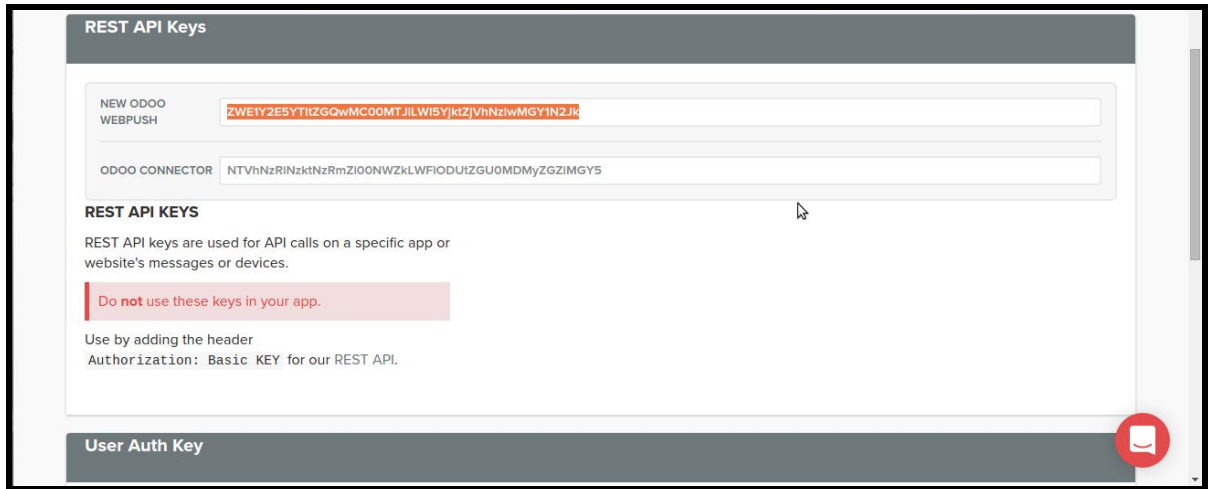 REST API Keys
NEW ODOO
WEBPUSH
ZWE1Y2E5YTItZGQwMC00MTJiLWI5YjktZjVhNzIwMGY1N2Jk
ODOO CONNECTOR
NTVhNzRlNzktNzRmZi00NWZkLWFlODUtZGU0MDMyZGZlMGY5
REST API KEYS
REST API keys are used for API calls on a specific app or
website's messages or devices.
Do not use these keys in your app.
Use by adding the header
Authorization: Basic KEY for our REST API.
User Auth Key